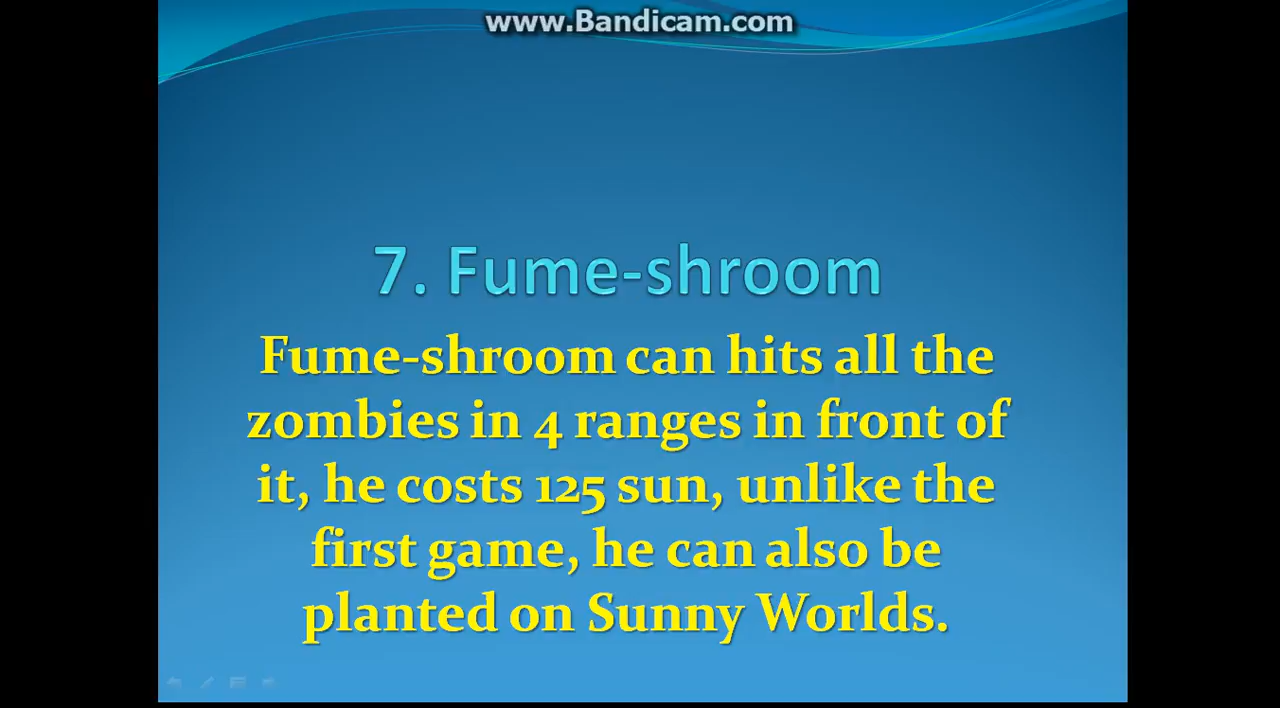 www.Bandicam.com
7. Fume-shroom
Fume-shroom can hits all the
zombies in 4 ranges in front of
it, he costs 125 sun, unlike the
first game, he can also be
planted on Sunny Worlds.